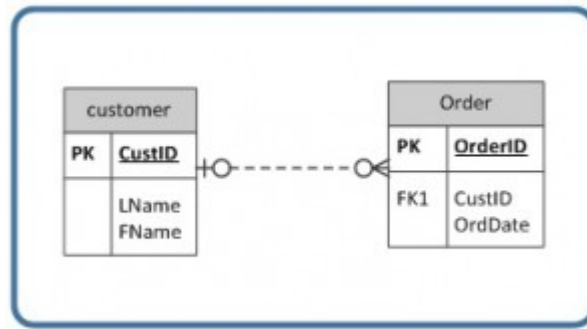 customer
PK CustID
LName
FName
Order
PK OrderID
FK1 CustID
OrdDate